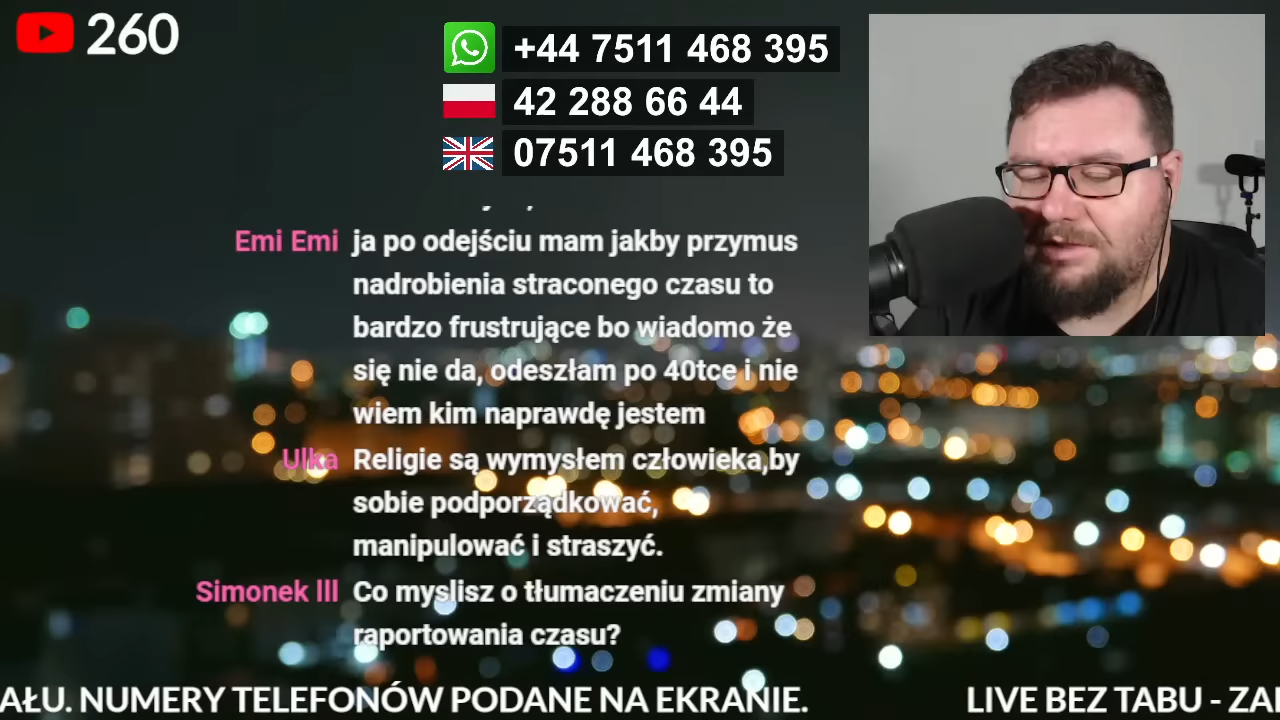 260
+44 7511 468 395
42 288 66 44
07511 468 395
Emi Emi ja po odejściu mam jakby przymus
nadrobienia straconego czasu to
bardzo frustrujące bo wiadomo że
się nie da, odeszłam po 40tce i nie
wiem kim naprawdę jestem
Ulka Religie są wymysłem człowieka,by
sobie podporządkować,
manipulować i straszyć.
Simonek lll Co myslisz o tłumaczeniu zmiany
raportowania czasu?
AŁU. NUMERY TELEFONÓW PODANE NA EKRANIE. LIVE BEZ TABU - ZA